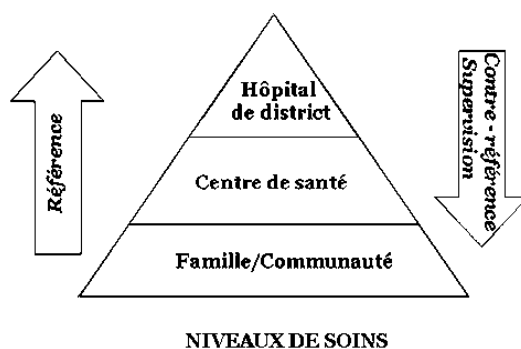 Référence
Hôpital
de district
Centre de santé
Famille/Communauté
Contre - référence
Supervision
NIVEAUX DE SOINS